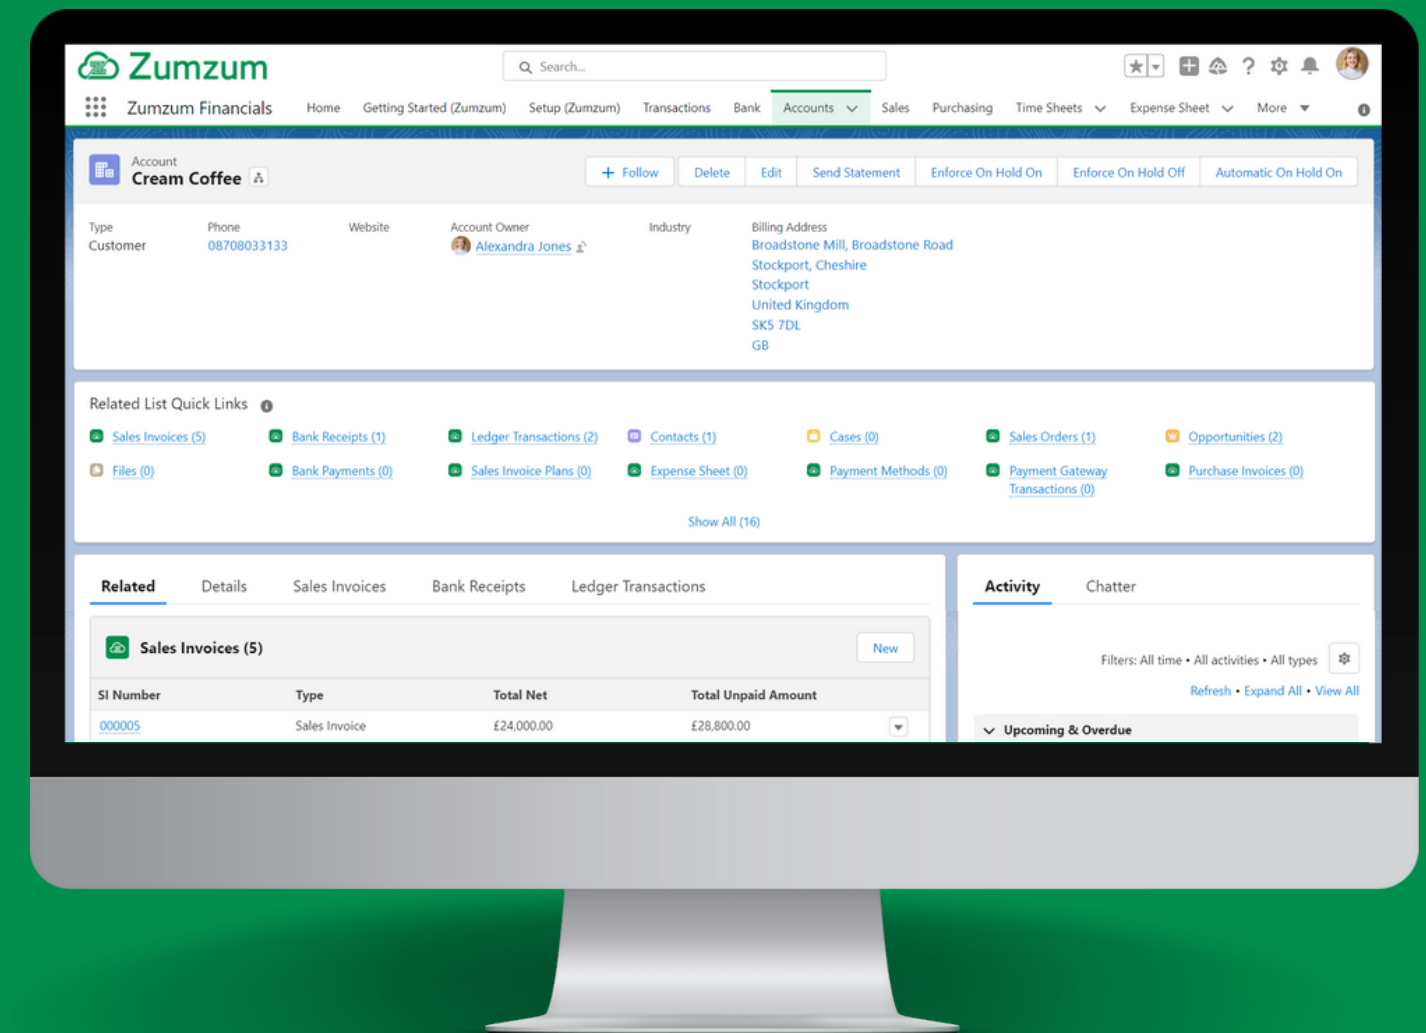 Zumzum
Search...
Zumzum Financials Home Getting Started (Zumzum) Setup (Zumzum) Transactions Bank Accounts Sales Purchasing Time Sheets Expense Sheet More
Account
Cream Coffee
+ Follow Delete Edit Send Statement Enforce On Hold On Enforce On Hold Off Automatic On Hold On
Type Phone Website Account Owner Industry Billing Address
Customer 08708033133 Alexandra Jones Broadstone Mill, Broadstone Road
Stockport, Cheshire
Stockport
United Kingdom
SK5 7DL
GB
Related List Quick Links
Sales Invoices (5) Bank Receipts (1) Ledger Transactions (2) Contacts (1) Cases (0) Sales Orders (1) Opportunities (2)
Files (0) Bank Payments (0) Sales Invoice Plans (0) Expense Sheet (0) Payment Methods (0) Payment Gateway Purchase Invoices (0)
Transactions (0)
Show All (16)
Related Details Sales Invoices Bank Receipts Ledger Transactions
Sales Invoices (5) New
SI Number Type Total Net Total Unpaid Amount
000005 Sales Invoice £24,000.00 £28,800.00
Activity Chatter
Filters: All time • All activities • All types
Refresh • Expand All • View All
Upcoming & Overdue